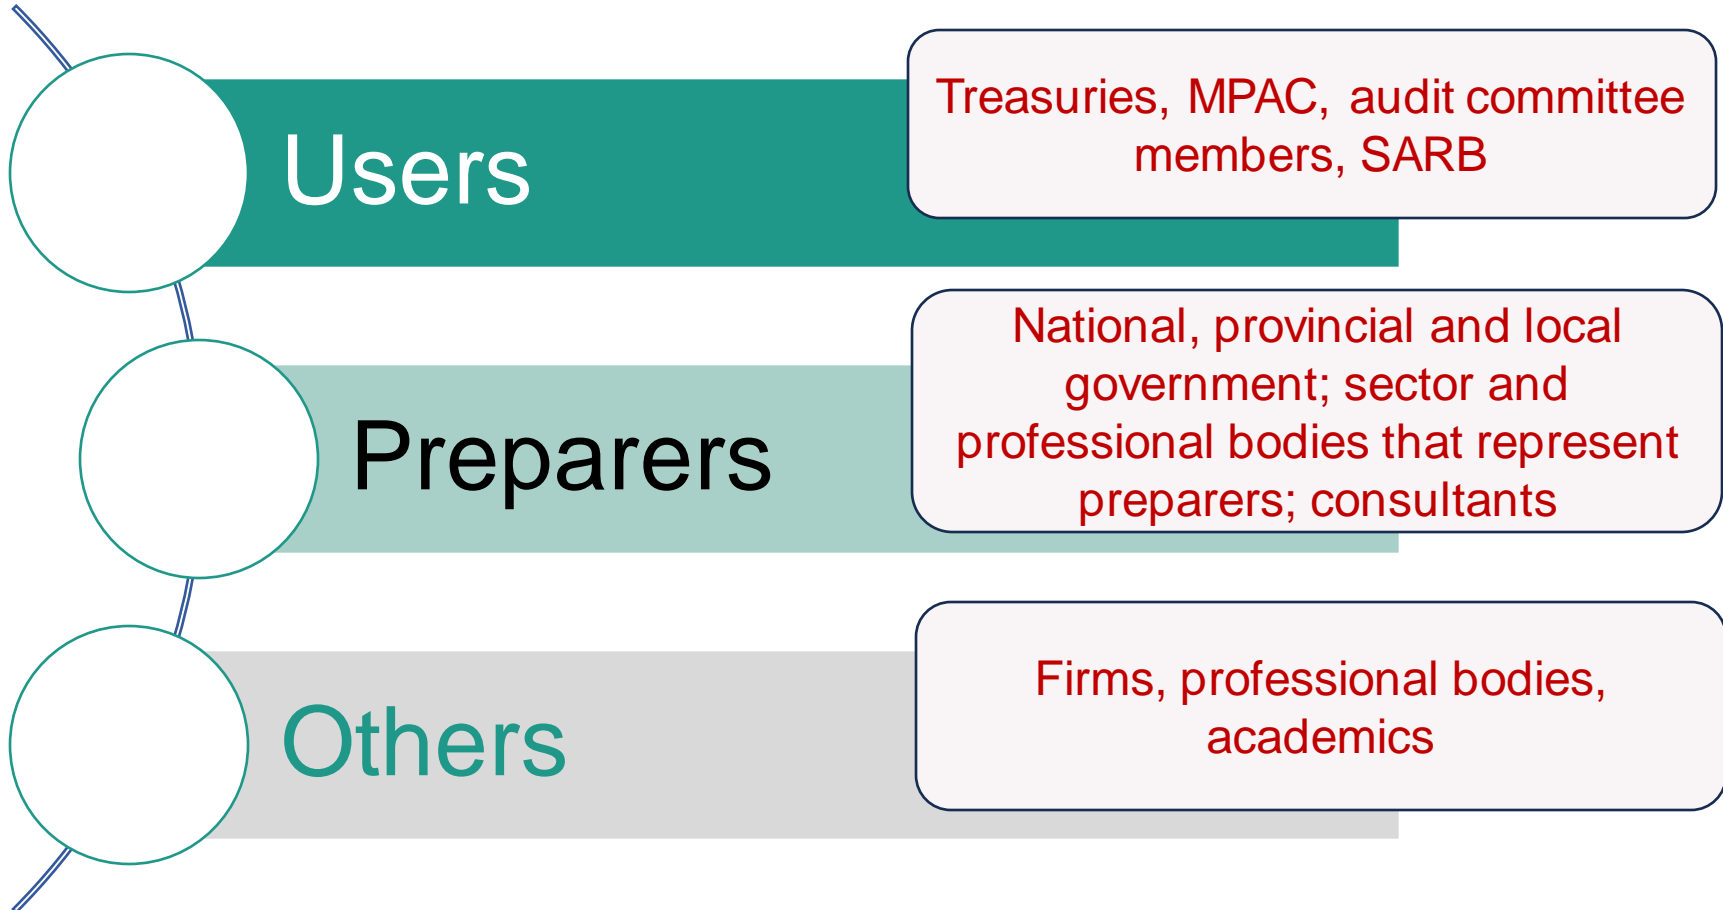 Users
Treasuries, MPAC, audit committee
members, SARB
Preparers
National, provincial and local
government; sector and
professional bodies that represent
preparers; consultants
Others
Firms, professional bodies,
academics